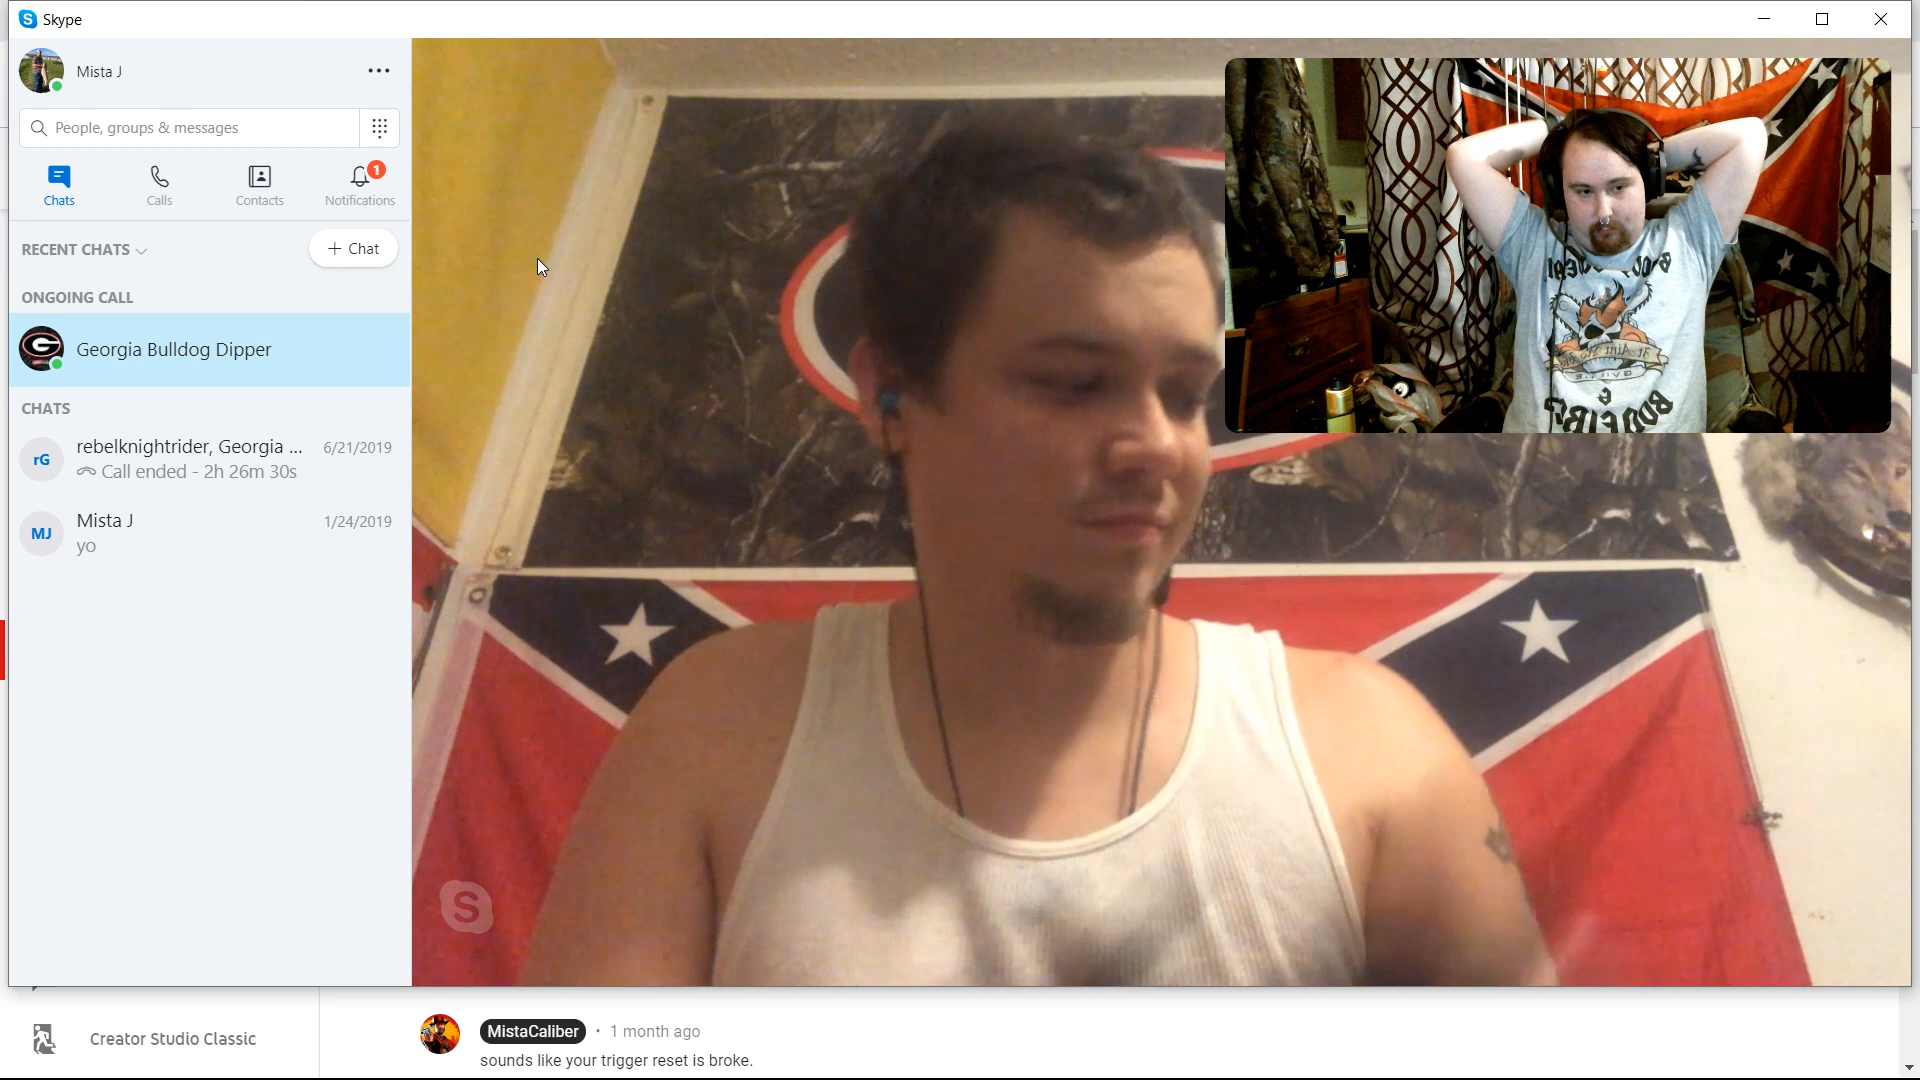 Skype
Mista J
People, groups & messages
Chats
Calls
Contacts
Notifications
1
RECENT CHATS
Chat
ONGOING CALL
Georgia Bulldog Dipper
CHATS
rG
rebelknightrider, Georgia ...
6/21/2019
Call ended - 2h 26m 30s
MJ
Mista J
1/24/2019
yo
Creator Studio Classic
MistaCaliber • 1 month ago
sounds like your trigger reset is broke.